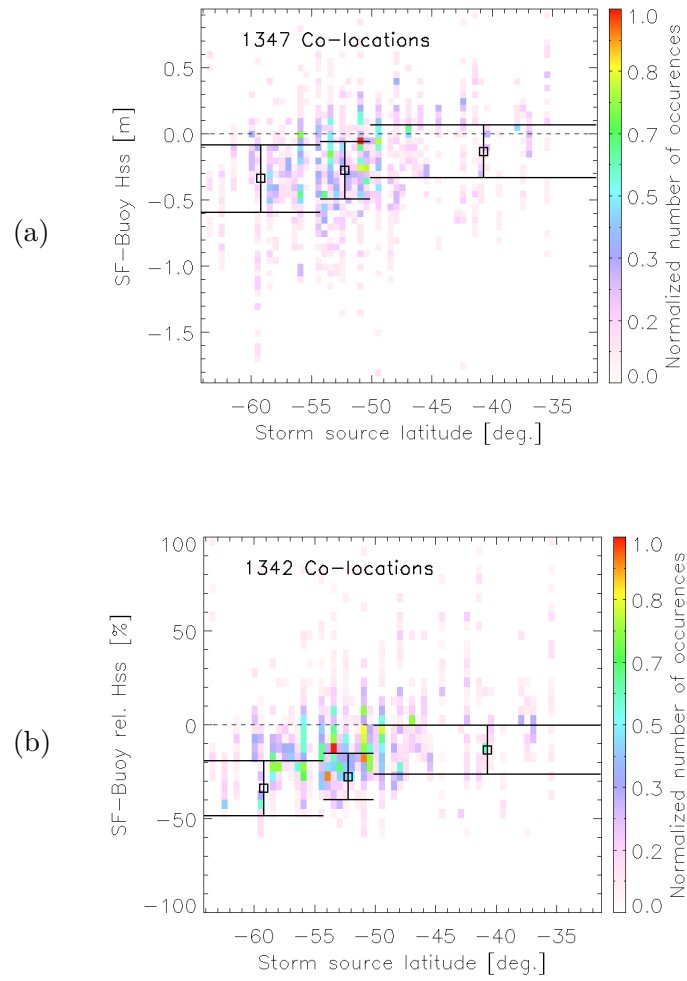 (a)
1347 Co-locations
SF-Buoy Hss [m]
0.5
0.0
-0.5
-1.0
-1.5
-60 -55 -50 -45 -40 -35
Storm source latitude [deg.]
1.0
0.8
0.7
0.5
0.3
0.2
0.0
Normalized number of occurences
(b)
1342 Co-locations
SF-Buoy rel. Hss [%]
100
50
0
-50
-100
-60 -55 -50 -45 -40 -35
Storm source latitude [deg.]
1.0
0.8
0.7
0.5
0.3
0.2
0.0
Normalized number of occurences